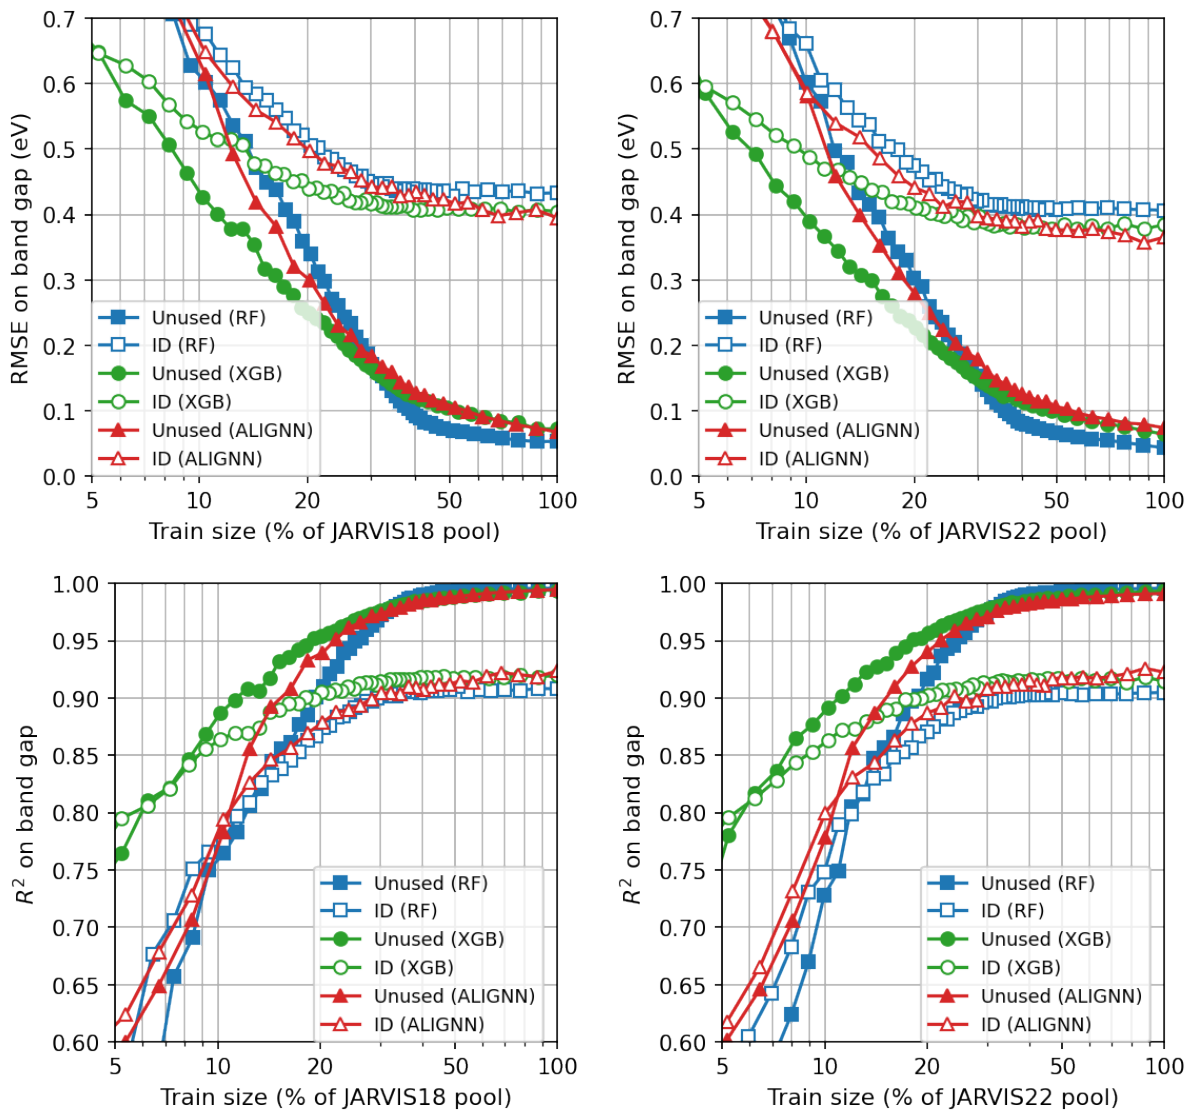 RMSE on band gap (eV)
0.7
0.6
0.5
0.4
0.3
0.2
0.1
0.0
Unused (RF)
ID (RF)
Unused (XGB)
ID (XGB)
Unused (ALIGNN)
ID (ALIGNN)
5 10 20 50 100
Train size (% of JARVIS18 pool)
RMSE on band gap (eV)
0.7
0.6
0.5
0.4
0.3
0.2
0.1
0.0
Unused (RF)
ID (RF)
Unused (XGB)
ID (XGB)
Unused (ALIGNN)
ID (ALIGNN)
5 10 20 50 100
Train size (% of JARVIS22 pool)
R² on band gap
1.00
0.95
0.90
0.85
0.80
0.75
0.70
0.65
0.60
Unused (RF)
ID (RF)
Unused (XGB)
ID (XGB)
Unused (ALIGNN)
ID (ALIGNN)
5 10 20 50 100
Train size (% of JARVIS18 pool)
R² on band gap
1.00
0.95
0.90
0.85
0.80
0.75
0.70
0.65
0.60
Unused (RF)
ID (RF)
Unused (XGB)
ID (XGB)
Unused (ALIGNN)
ID (ALIGNN)
5 10 20 50 100
Train size (% of JARVIS22 pool)